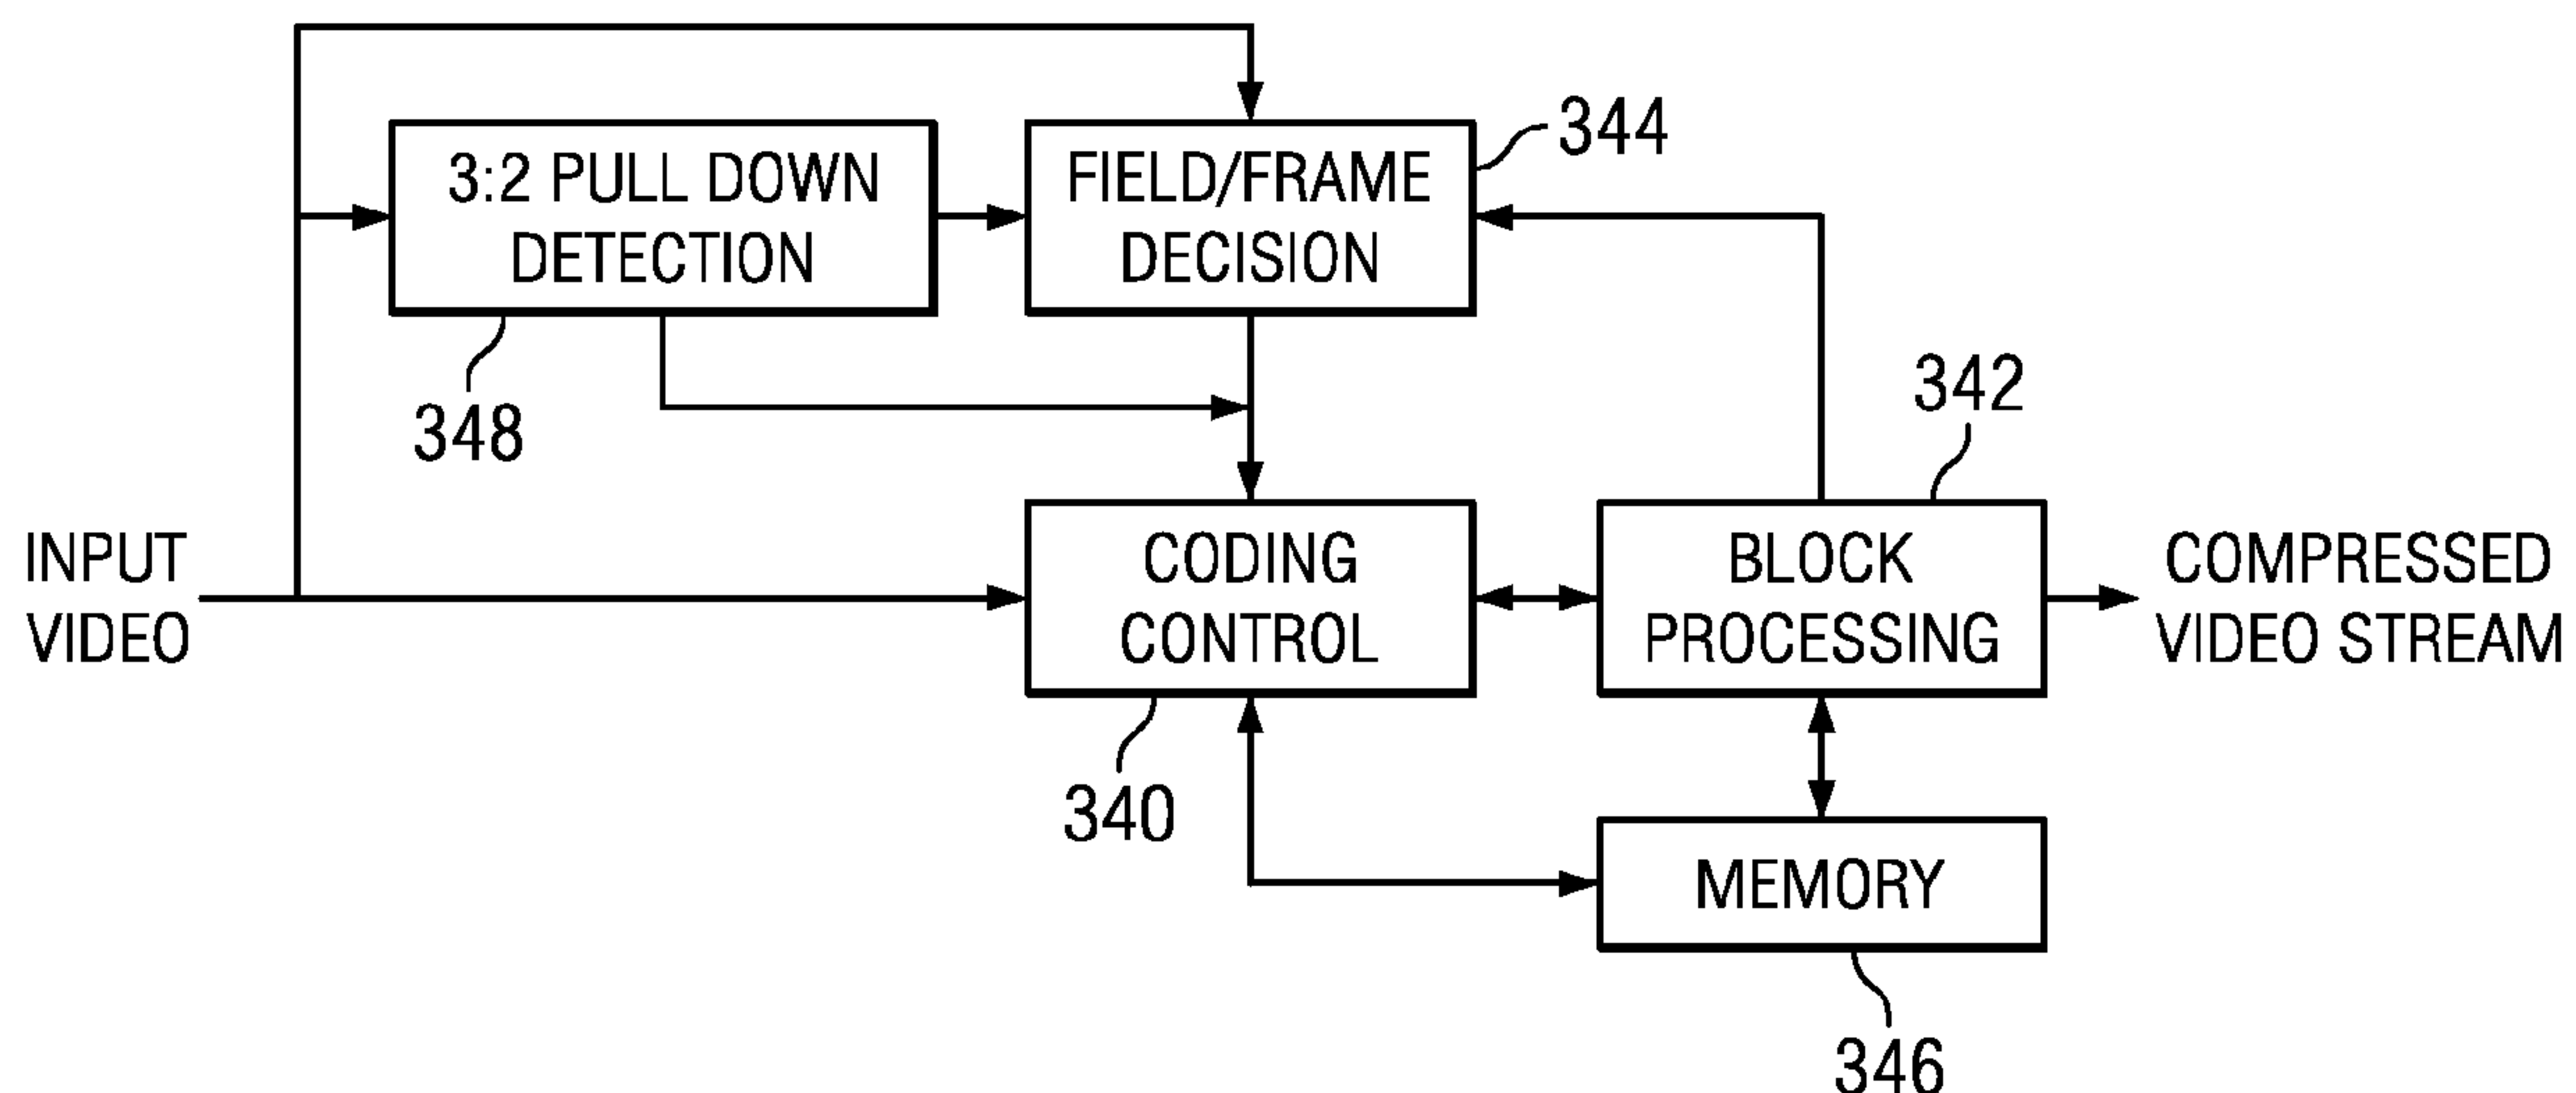 3:2 PULL DOWN
DETECTION
348
FIELD/FRAME
DECISION
344
INPUT
VIDEO
CODING
CONTROL
340
BLOCK
PROCESSING
342
COMPRESSED
VIDEO STREAM
MEMORY
346